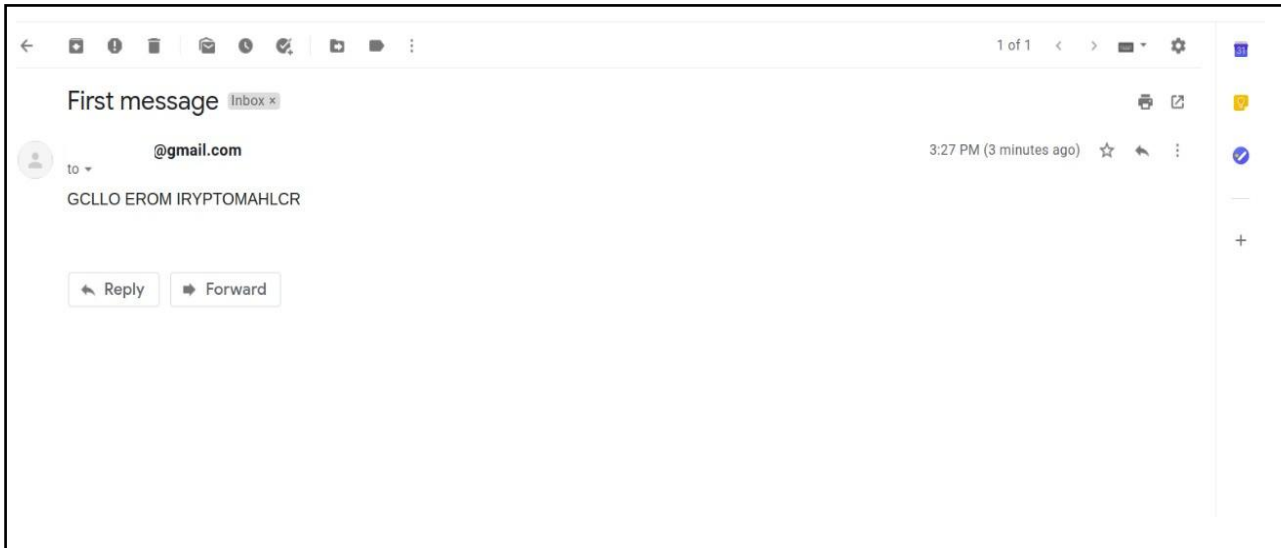 1 of 1
31
First message Inbox ×
@gmail.com 3:27 PM (3 minutes ago)
to
GCLLO EROM IRYPTOMAHLCR
Reply Forward